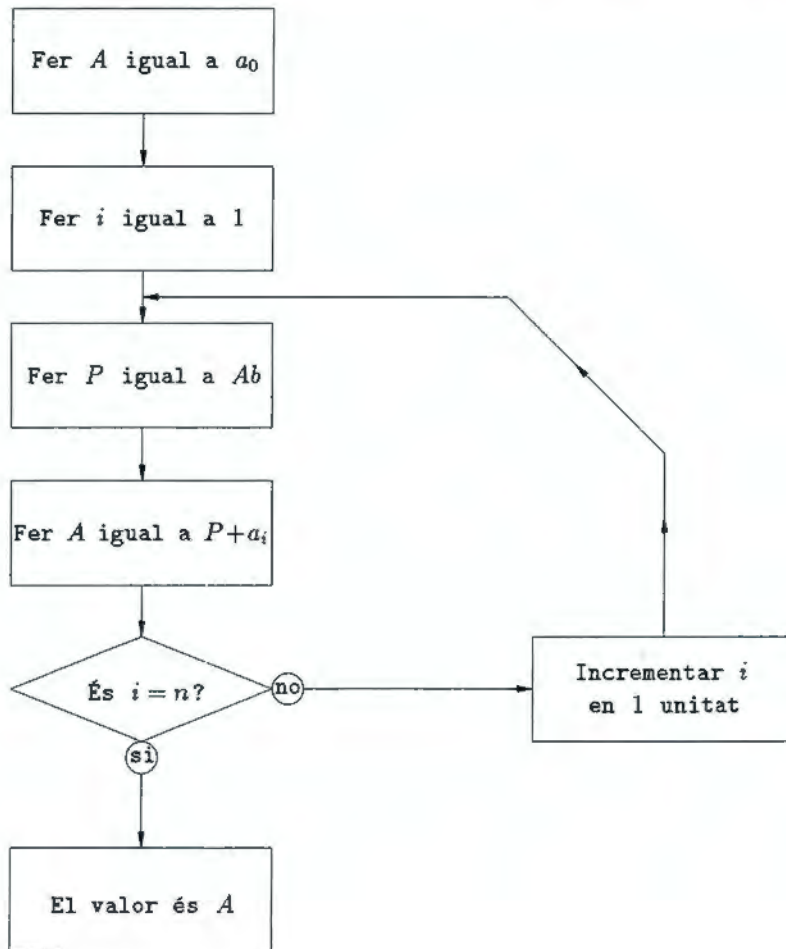 Fer A igual a a₀
Fer i igual a 1
Fer P igual a Ab
Fer A igual a P+aᵢ
És i = n?
no
Incrementar i
en 1 unitat
si
El valor és A